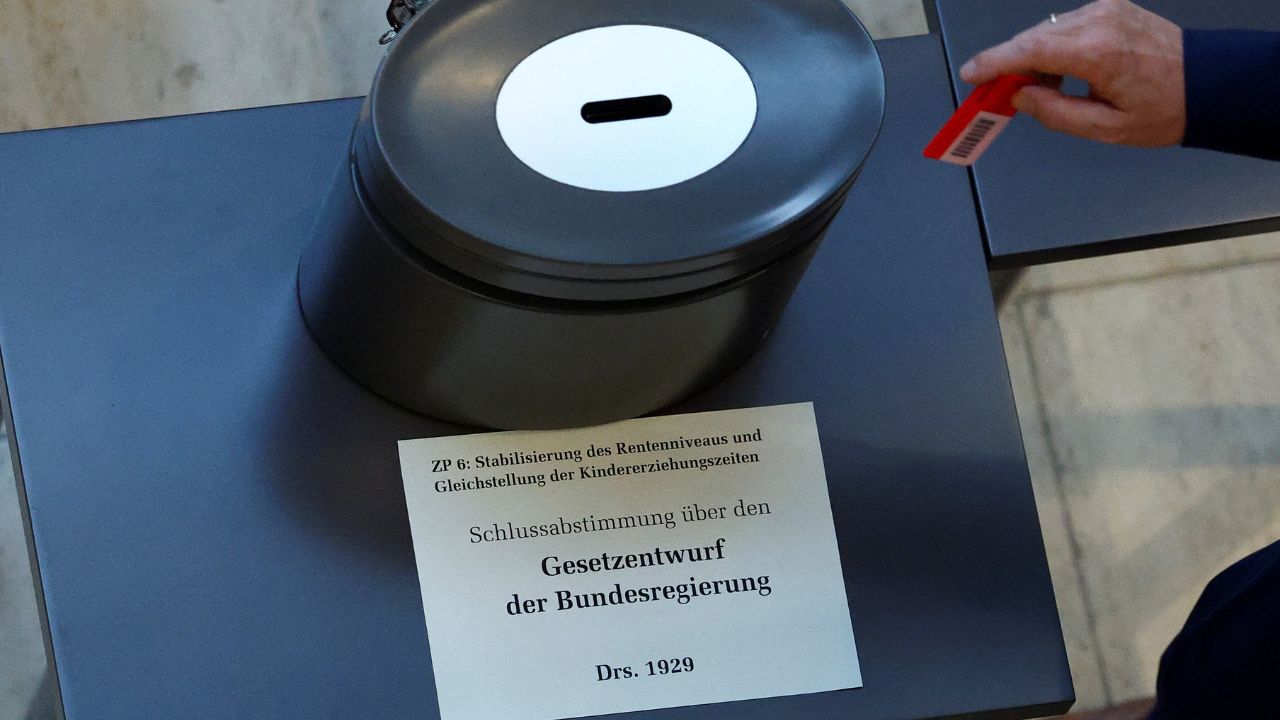 ZP 6: Stabilisierung des Rentenniveaus und
Gleichstellung der Kindererziehungszeiten
Schlussabstimmung über den
Gesetzentwurf
der Bundesregierung
Drs. 1929